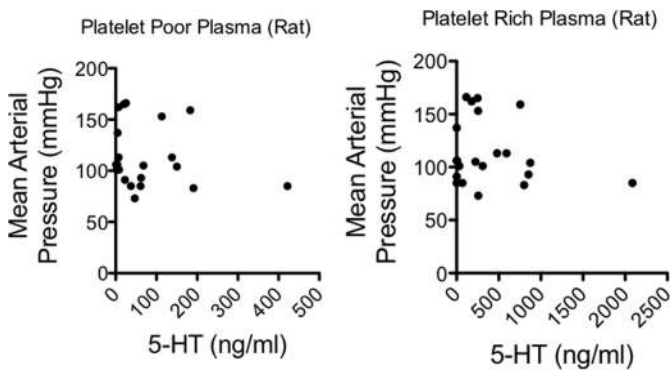 Platelet Poor Plasma (Rat)
Mean Arterial
Pressure (mmHg)
200
150
100
50
0
0
100
200
300
400
500
5-HT (ng/ml)
Platelet Rich Plasma (Rat)
Mean Arterial
Pressure (mmHg)
200
150
100
50
0
0
500
1000
1500
2000
2500
5-HT (ng/ml)